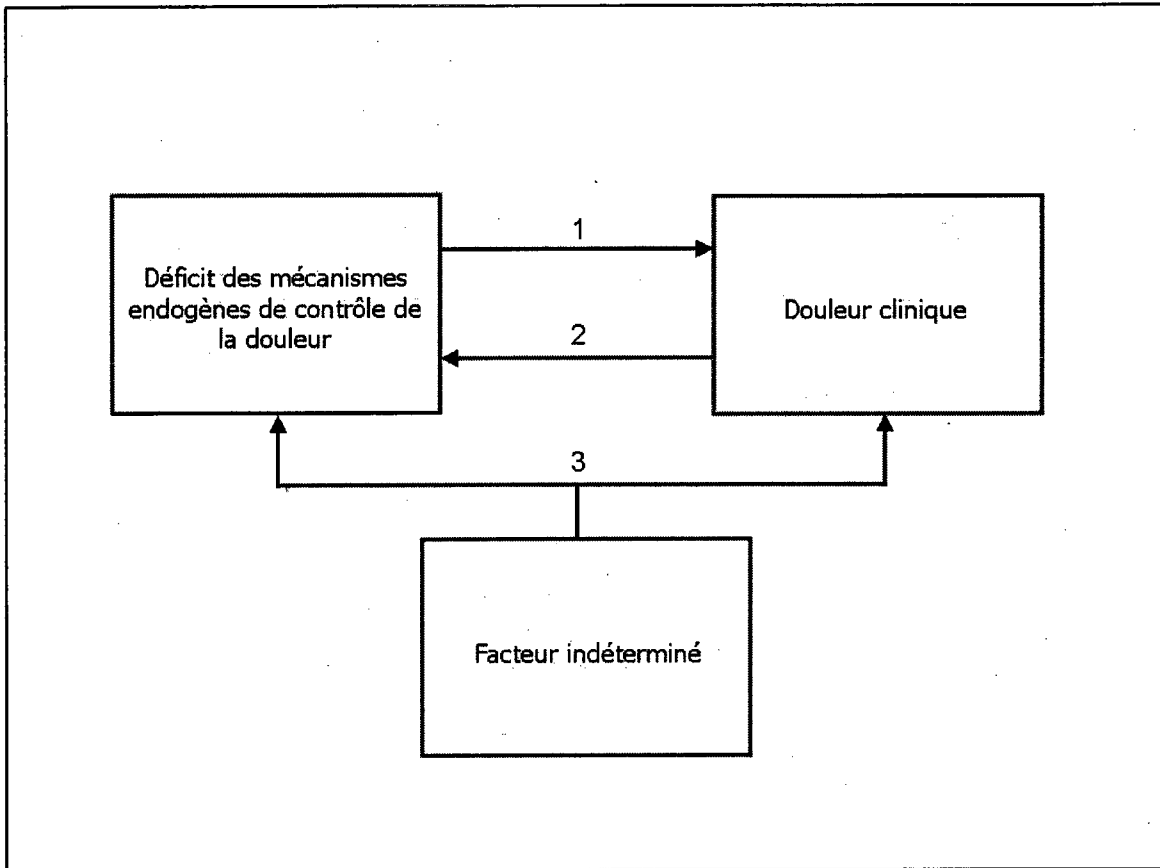 1
Déficit des mécanismes
endogènes de contrôle de
la douleur
Douleur clinique
2
3
Facteur indéterminé